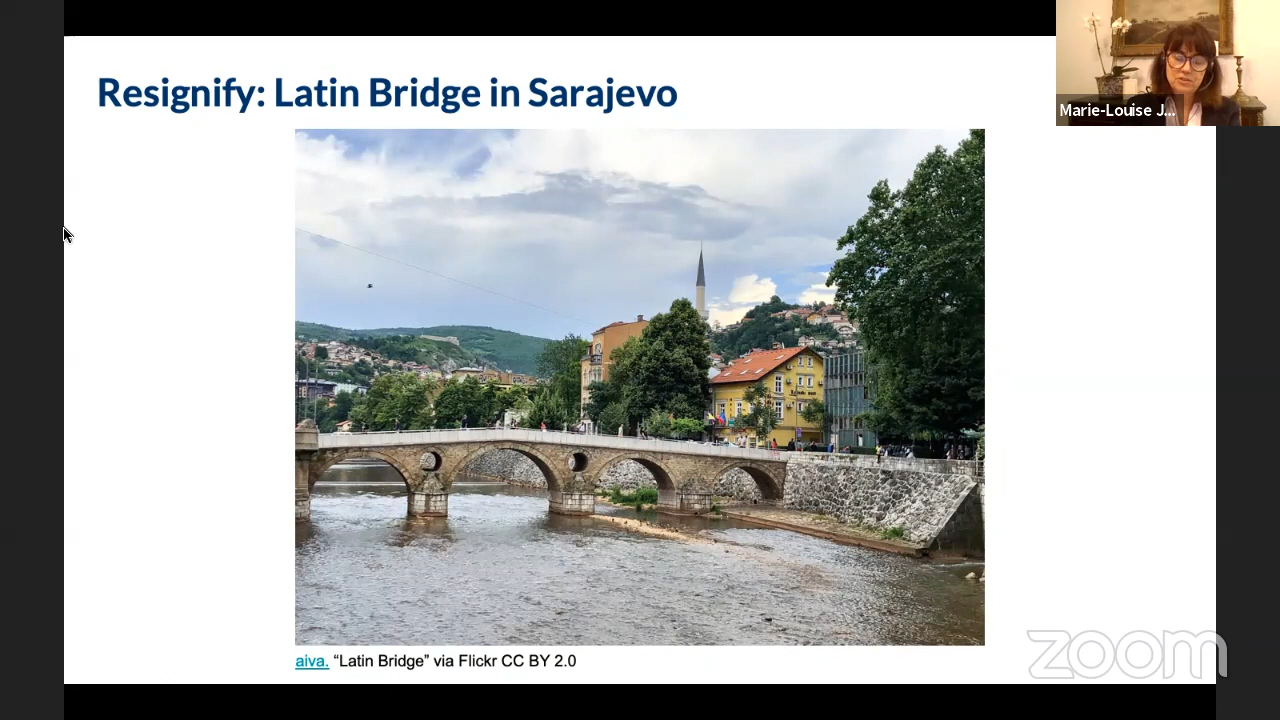 Resignify: Latin Bridge in Sarajevo
Marie-Louise J...
aiva. “Latin Bridge” via Flickr CC BY 2.0
zoom